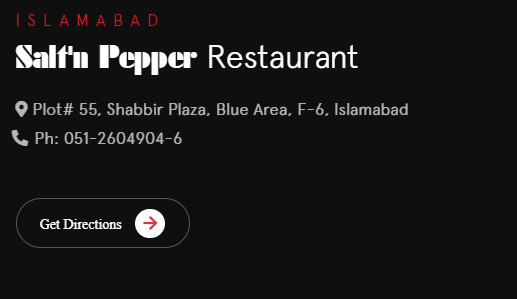 ISLAMABAD
Salt'n Pepper Restaurant
Plot# 55, Shabbir Plaza, Blue Area, F-6, Islamabad
Ph: 051-2604904-6
Get Directions